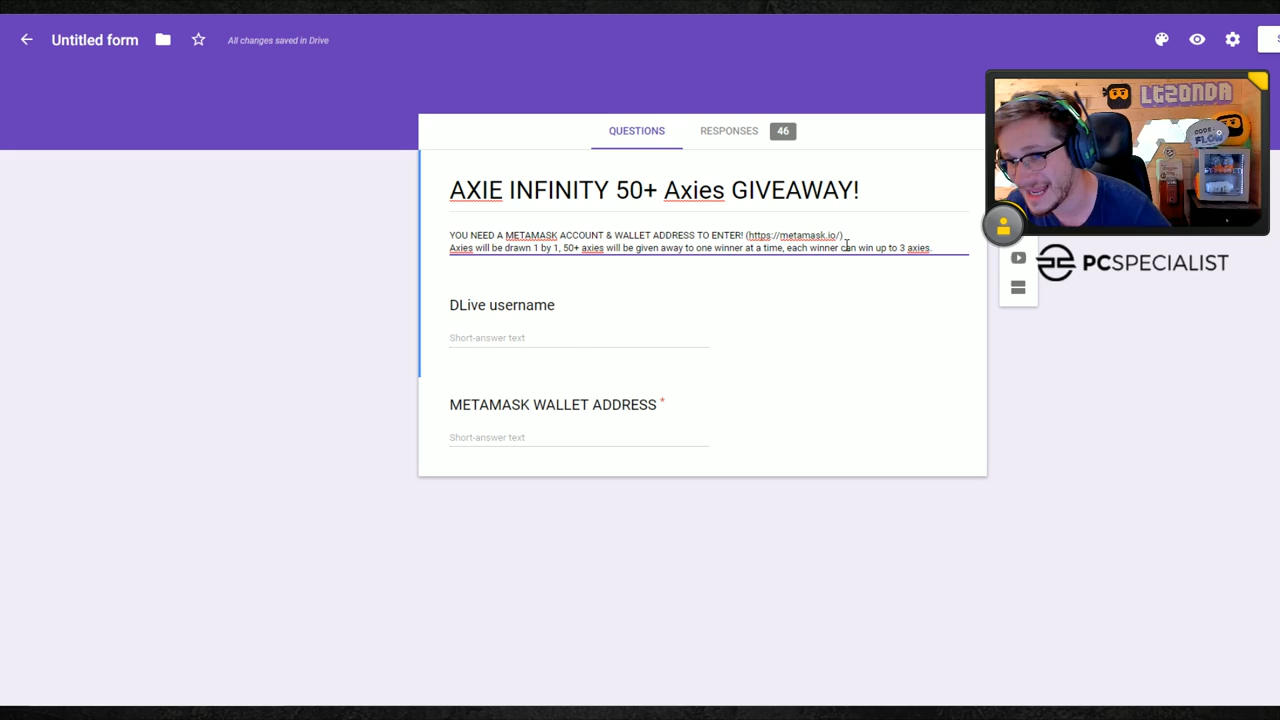 Untitled form
All changes saved in Drive
QUESTIONS
RESPONSES
46
AXIE INFINITY 50+ Axies GIVEAWAY!
YOU NEED A METAMASK ACCOUNT & WALLET ADDRESS TO ENTER! (https://metamask.io/)
Axies will be drawn 1 by 1, 50+ axies will be given away to one winner at a time, each winner can win up to 3 axies.
DLive username
Short-answer text
METAMASK WALLET ADDRESS *
Short-answer text
LTZONDA
CODE
FLOW
PCSPECIALIST